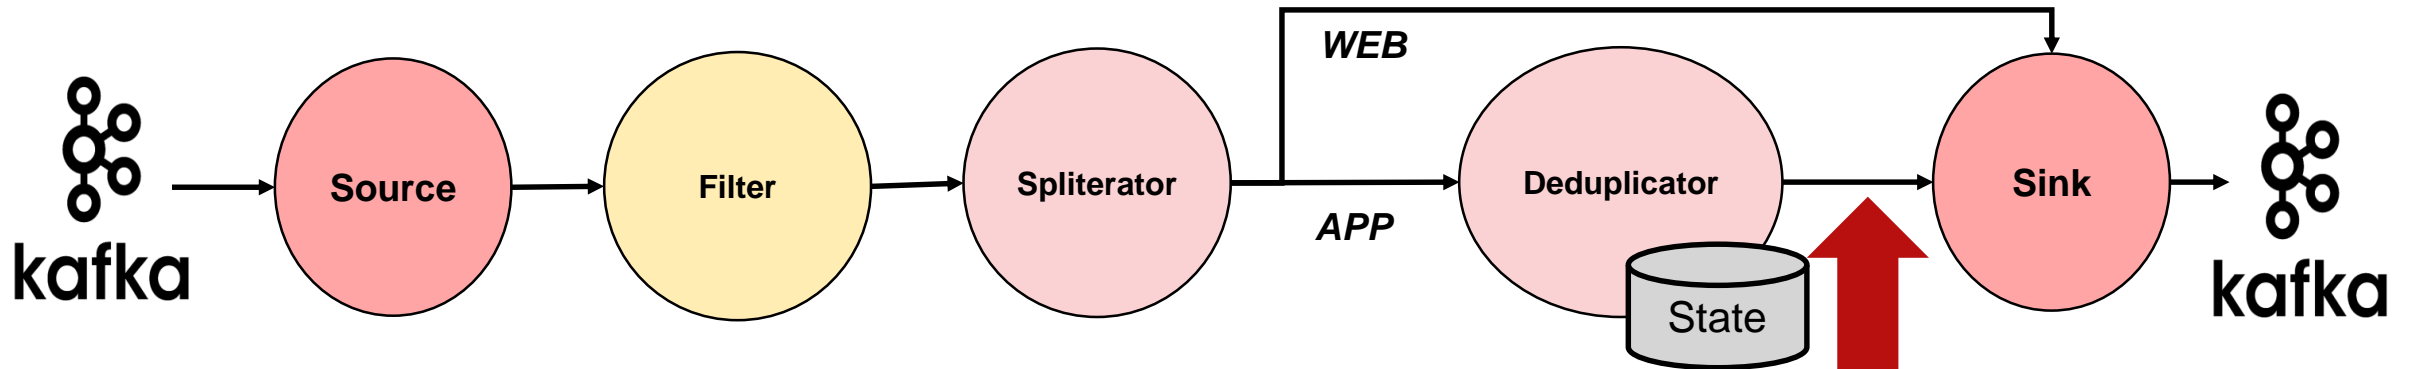 WEB
Source
Filter
Spliterator
Deduplicator
Sink
APP
kafka
kafka
State